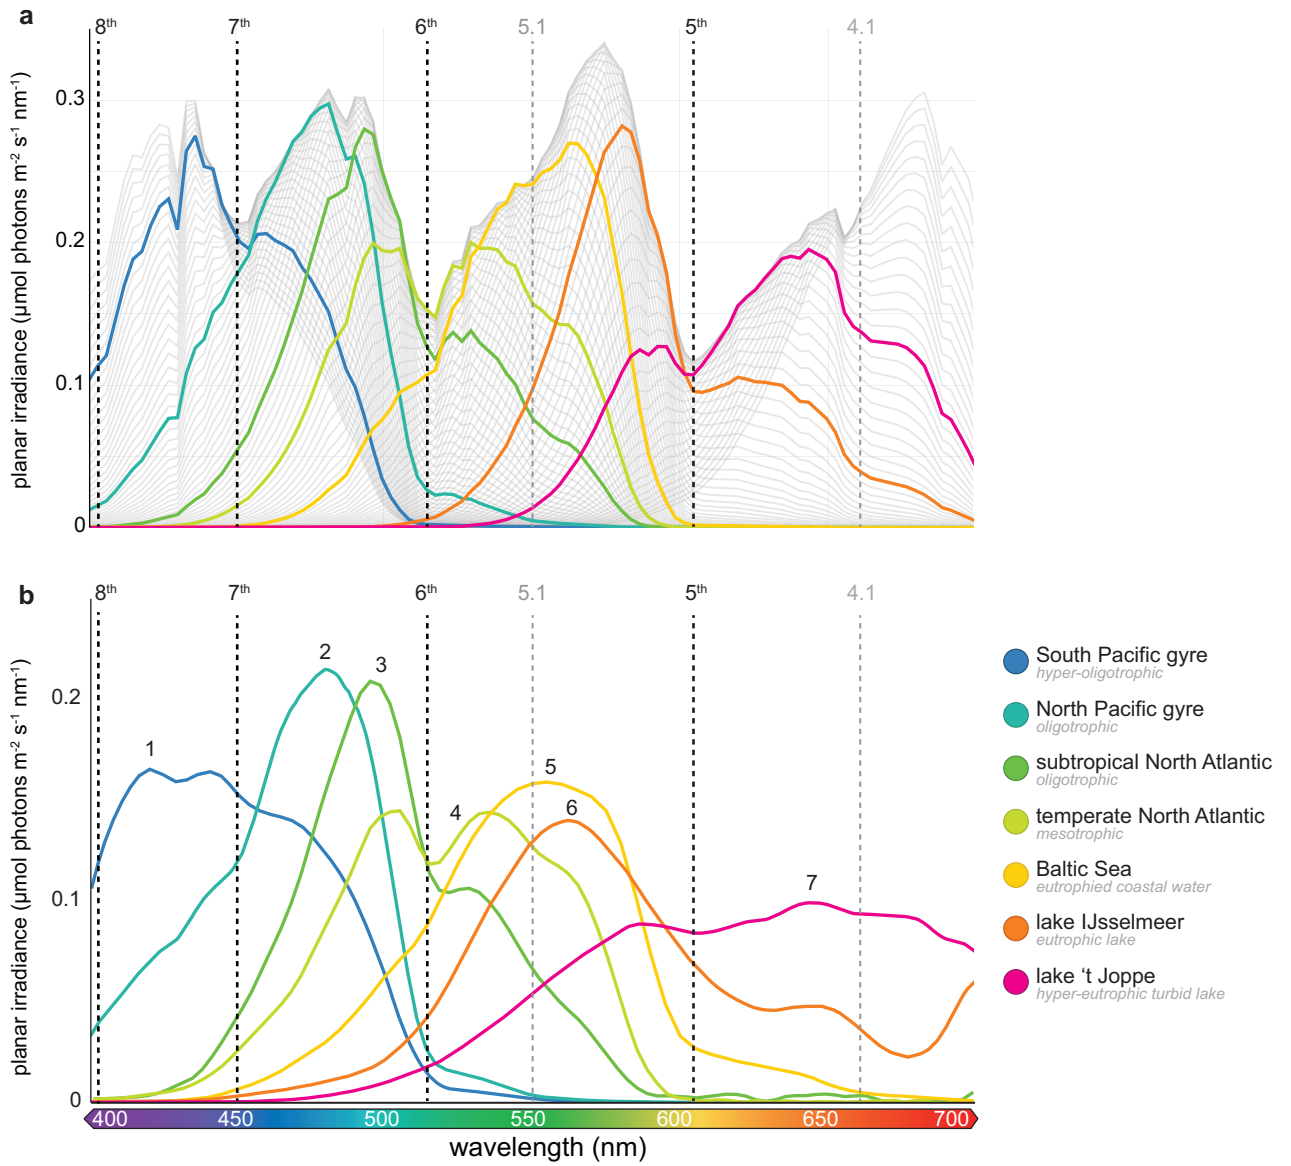 a
8th 7th 6th 5.1 5th 4.1
planar irradiance (µmol photons m-2 s-1 nm-1)
0.3
0.2
0.1
0
b
8th 7th 6th 5.1 5th 4.1
planar irradiance (µmol photons m-2 s-1 nm-1)
0.2
0.1
0
1
2
3
4
5
6
7
400 450 500 550 600 650 700
wavelength (nm)
South Pacific gyre
hyper-oligotrophic
North Pacific gyre
oligotrophic
subtropical North Atlantic
oligotrophic
temperate North Atlantic
mesotrophic
Baltic Sea
eutrophied coastal water
lake IJsselmeer
eutrophic lake
lake ‘t Joppe
hyper-eutrophic turbid lake